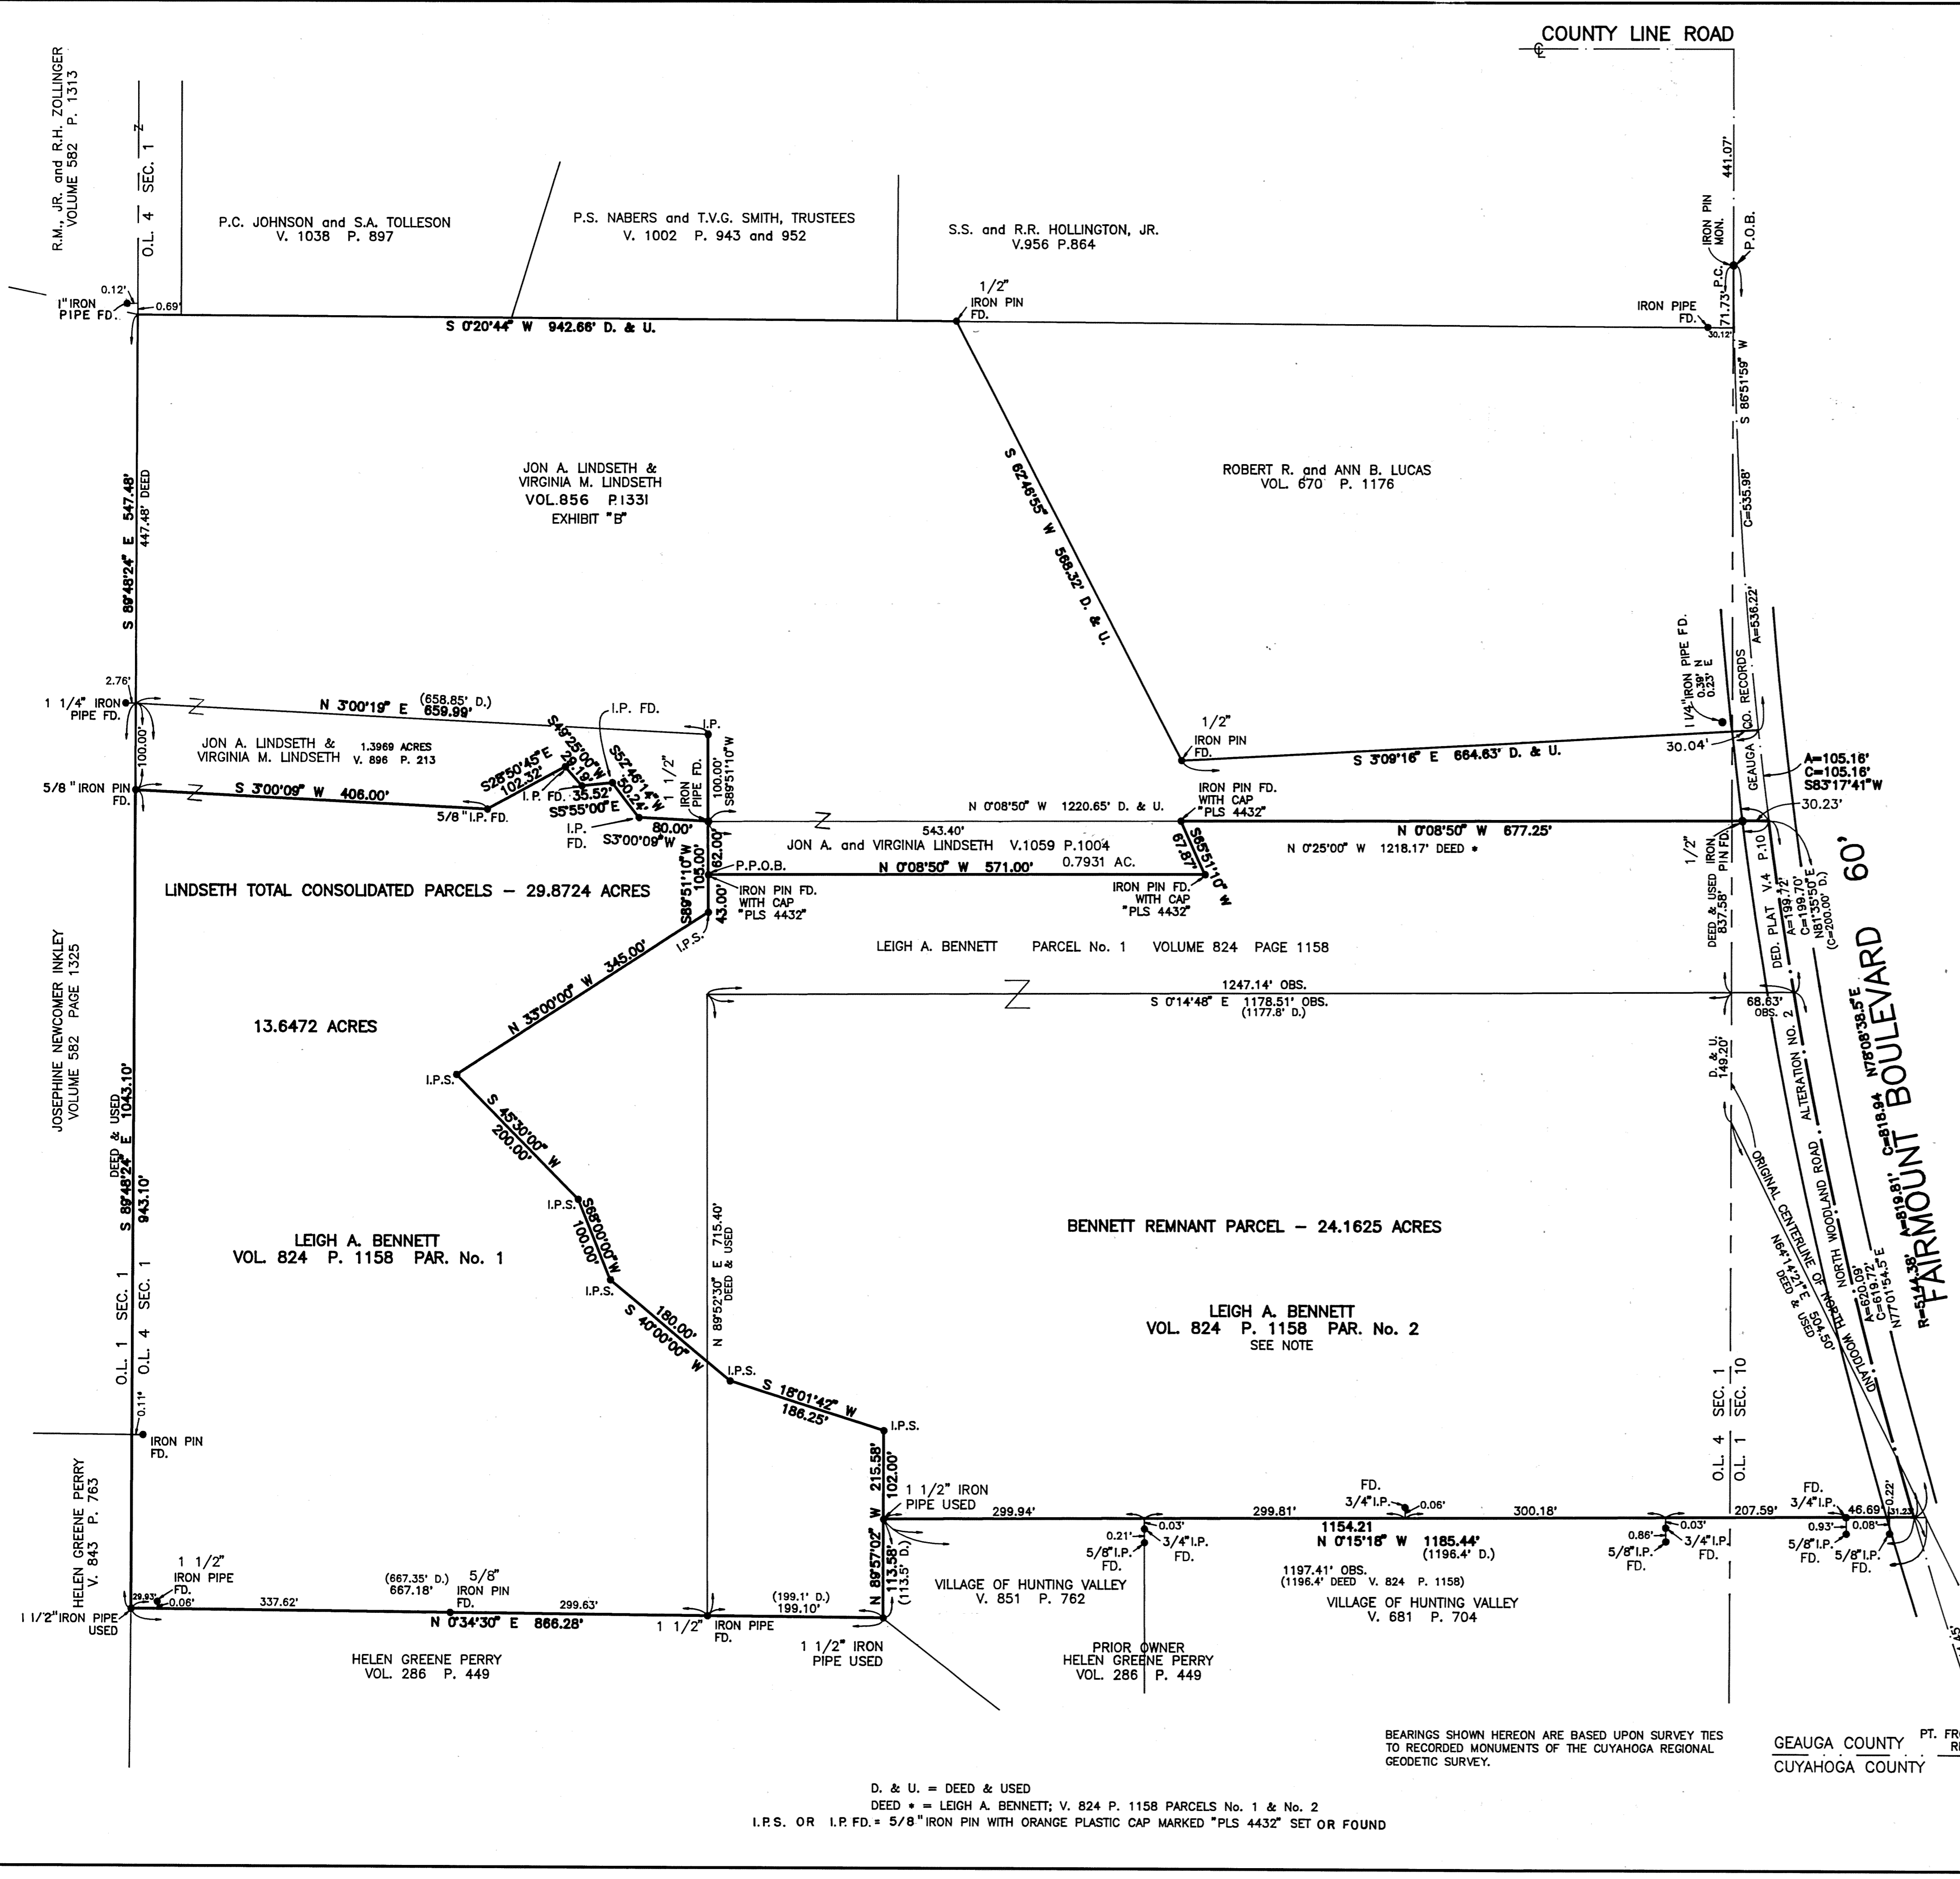 COUNTY LINE ROAD
℄
R.M., JR. and R.H. ZOLLINGER
VOLUME 582 P. 1313
O.L. 4 SEC. 1
P.C. JOHNSON and S.A. TOLLESON
V. 1038 P. 897
P.S. NABERS and T.V.G. SMITH, TRUSTEES
V. 1002 P. 943 and 952
S.S. and R.R. HOLLINGTON, JR.
V.956 P.864
441.07'
IRON PIN
MON.
P.O.B.
P.C.
71.73'
0.12'
1" IRON
PIPE FD.
0.69'
S 0°20'44" W 942.66' D. & U.
1/2"
IRON PIN
FD.
IRON PIPE
FD.
30.12'
S 86°51'59" W
C=535.98'
A=536.22'
S 89°48'24" E 547.48'
447.48' DEED
JON A. LINDSETH &
VIRGINIA M. LINDSETH
VOL.856 P.1331
EXHIBIT "B"
S 62°46'55" W 568.32' D. & U.
ROBERT R. and ANN B. LUCAS
VOL. 670 P. 1176
1 1/4" IRON PIPE FD.
0.39' N
0.23' E
GEAUGA CO. RECORDS
2.76'
1 1/4" IRON
PIPE FD.
N 3°00'19" E 659.99'
(658.85' D.)
I.P. FD.
I.P.
JON A. LINDSETH &
VIRGINIA M. LINDSETH
1.3969 ACRES
V. 896 P. 213
100.00'
5/8" IRON PIN
FD.
S 3°00'09" W 406.00'
5/8" I.P. FD.
S28°50'45"E
102.32'
S49°25'00"W
29.19'
I.P. FD.
35.52'
S5°55'00"E
S52°46'14"W
50.24'
I.P.
FD.
80.00'
S3°00'09"W
1 1/2"
IRON
PIPE FD.
100.00'
S89°51'10"W
1/2"
IRON PIN
FD.
S 3°09'16" E 664.63' D. & U.
30.04'
A=105.16'
C=105.16'
S83°17'41"W
30.23'
N 0°08'50" W 1220.65' D. & U.
543.40'
IRON PIN FD.
WITH CAP
"PLS 4432"
N 0°08'50" W 677.25'
N 0°25'00" W 1218.17' DEED *
JON A. and VIRGINIA LINDSETH V.1059 P.1004
S65°51'10" W
67.87'
0.7931 AC.
N 0°08'50" W 571.00'
P.P.O.B.
62.00'
105.00'
S89°51'10"W
43.00'
IRON PIN FD.
WITH CAP
"PLS 4432"
IRON PIN FD.
WITH CAP
"PLS 4432"
I.P.S.
LINDSETH TOTAL CONSOLIDATED PARCELS – 29.8724 ACRES
LEIGH A. BENNETT PARCEL No. 1 VOLUME 824 PAGE 1158
1/2"
IRON
PIN FD.
DEED & USED
837.58'
DED. PLAT V.4 P.10
A=199.72'
C=199.70'
N81°35'50"E
(C=200.00' D.)
FAIRMOUNT BOULEVARD 60'
1247.14' OBS.
S 0°14'48" E 1178.51' OBS.
(1177.8' D.)
68.63'
OBS.
N 33°00'00" W 345.00'
13.6472 ACRES
JOSEPHINE NEWCOMER INKLEY
VOLUME 582 PAGE 1325
I.P.S.
D. & U.
149.20'
NORTH WOODLAND ROAD ALTERATION NO. 2
ORIGINAL CENTERLINE OF NORTH WOODLAND
N64°14'21"E 504.50'
DEED & USED
R=5144.38' A=819.81' C=818.94 N78°08'38.5"E
A=620.09'
C=619.72'
N77°01'54.5"E
DEED & USED
S 89°48'24" E 1043.10'
943.10'
S 45°30'00" W
200.00'
I.P.S.
S68°00'00"W
100.00'
I.P.S.
S 40°00'00" W
180.00'
I.P.S.
N 89°52'30" E 715.40'
DEED & USED
LEIGH A. BENNETT
VOL. 824 P. 1158 PAR. No. 1
BENNETT REMNANT PARCEL – 24.1625 ACRES
LEIGH A. BENNETT
VOL. 824 P. 1158 PAR. No. 2
SEE NOTE
O.L. 1 SEC. 1
O.L. 4 SEC. 1
0.11'
IRON PIN
FD.
S 18°01'42" W
186.25'
I.P.S.
O.L. 4 SEC. 1
O.L. 1 SEC. 10
N 89°57'02" W 215.58'
102.00'
113.58'
(113.5' D.)
1 1/2" IRON
PIPE USED
299.94'
299.81'
FD.
3/4" I.P.
0.06'
300.18'
207.59'
FD.
3/4" I.P.
46.69'
0.22'
31.23'
0.03'
0.21'
3/4" I.P.
FD.
5/8" I.P.
FD.
1154.21
N 0°15'18" W 1185.44'
(1196.4' D.)
0.03'
0.86'
3/4" I.P.
FD.
5/8" I.P.
FD.
0.93'
0.08'
5/8" I.P.
FD.
5/8" I.P.
FD.
1197.41' OBS.
(1196.4' DEED V. 824 P. 1158)
HELEN GREENE PERRY
V. 843 P. 763
1 1/2"
IRON PIPE
FD.
29.93'
0.06'
1 1/2" IRON PIPE
USED
337.62'
(667.35' D.)
667.18'
5/8"
IRON PIN
FD.
299.63'
N 0°34'30" E 866.28'
(199.1' D.)
199.10'
1 1/2" IRON PIPE
FD.
1 1/2" IRON
PIPE USED
VILLAGE OF HUNTING VALLEY
V. 851 P. 762
VILLAGE OF HUNTING VALLEY
V. 681 P. 704
HELEN GREENE PERRY
VOL. 286 P. 449
PRIOR OWNER
HELEN GREENE PERRY
VOL. 286 P. 449
BEARINGS SHOWN HEREON ARE BASED UPON SURVEY TIES
TO RECORDED MONUMENTS OF THE CUYAHOGA REGIONAL
GEODETIC SURVEY.
GEAUGA COUNTY
CUYAHOGA COUNTY
PT. FR
D. & U. = DEED & USED
DEED * = LEIGH A. BENNETT; V. 824 P. 1158 PARCELS No. 1 & No. 2
I.P.S. OR I.P. FD. = 5/8" IRON PIN WITH ORANGE PLASTIC CAP MARKED "PLS 4432" SET OR FOUND